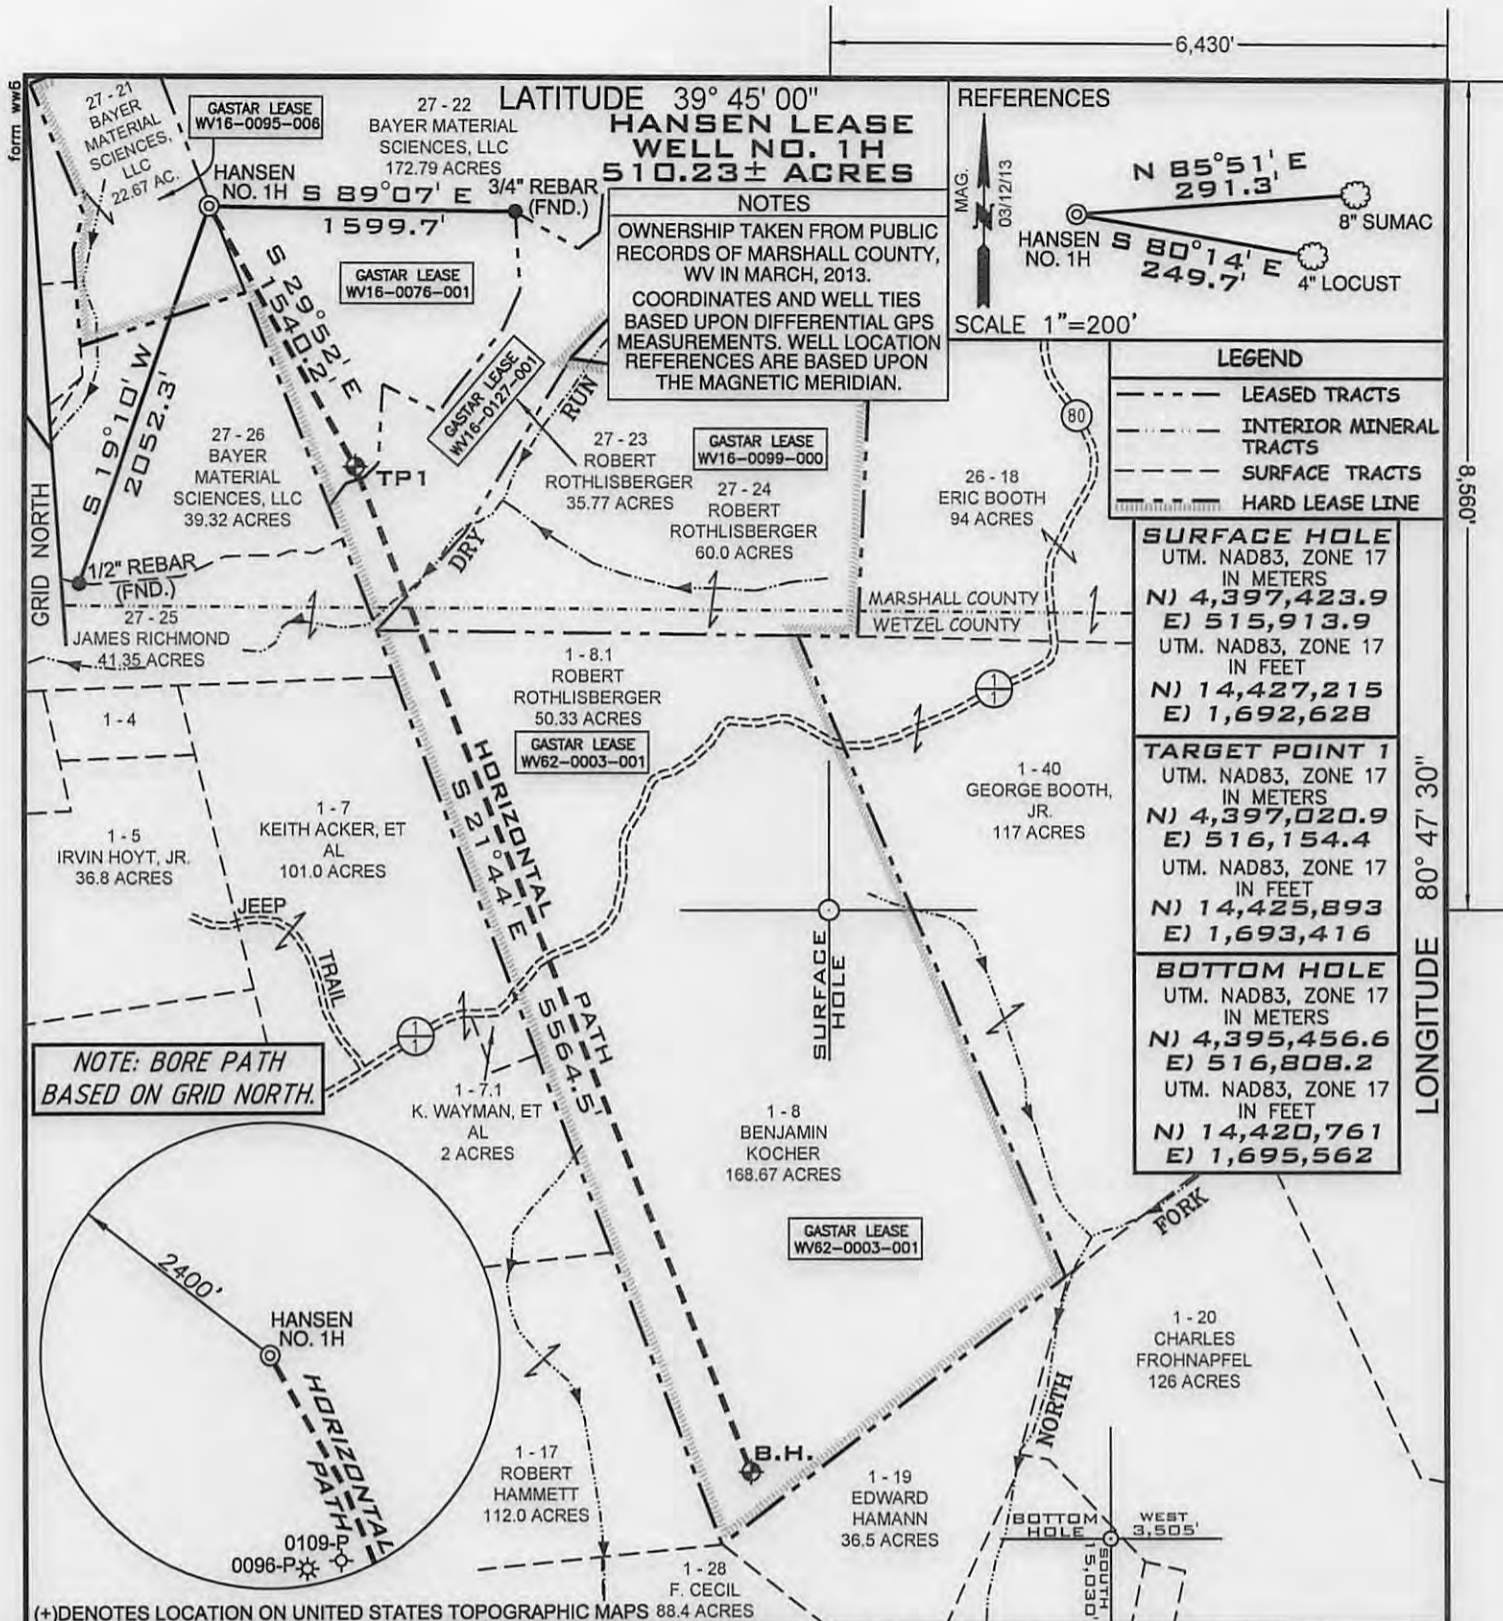 6,430'
form ww6
27 - 21
BAYER
MATERIAL
SCIENCES,
LLC
22.67 AC.
GASTAR LEASE
WV16-0095-006
27 - 22
BAYER MATERIAL
SCIENCES, LLC
172.79 ACRES
LATITUDE 39° 45' 00"
HANSEN LEASE
WELL NO. 1H
510.23± ACRES
NOTES
OWNERSHIP TAKEN FROM PUBLIC
RECORDS OF MARSHALL COUNTY,
WV IN MARCH, 2013.
COORDINATES AND WELL TIES
BASED UPON DIFFERENTIAL GPS
MEASUREMENTS. WELL LOCATION
REFERENCES ARE BASED UPON
THE MAGNETIC MERIDIAN.
REFERENCES
MAG.
N
03/12/13
N 85°51' E
291.3'
8" SUMAC
HANSEN
NO. 1H
S 80°14' E
249.7'
4" LOCUST
SCALE 1"=200'
LEGEND
LEASED TRACTS
INTERIOR MINERAL
TRACTS
SURFACE TRACTS
HARD LEASE LINE
8,560'
HANSEN
NO. 1H
S 89°07' E
1599.7'
3/4" REBAR
(FND.)
GASTAR LEASE
WV16-0076-001
S 29°52' E
1540.2'
S 19°10' W
2052.3'
GASTAR LEASE
WV16-0127-001
RUN
DRY
27 - 26
BAYER
MATERIAL
SCIENCES, LLC
39.32 ACRES
TP1
27 - 23
ROBERT
ROTHLISBERGER
35.77 ACRES
GASTAR LEASE
WV16-0099-000
27 - 24
ROBERT
ROTHLISBERGER
60.0 ACRES
80
26 - 18
ERIC BOOTH
94 ACRES
GRID NORTH
1/2" REBAR
(FND.)
27 - 25
JAMES RICHMOND
41.35 ACRES
MARSHALL COUNTY
WETZEL COUNTY
SURFACE HOLE
UTM. NAD83, ZONE 17
IN METERS
N) 4,397,423.9
E) 515,913.9
UTM. NAD83, ZONE 17
IN FEET
N) 14,427,215
E) 1,692,628
TARGET POINT 1
UTM. NAD83, ZONE 17
IN METERS
N) 4,397,020.9
E) 516,154.4
UTM. NAD83, ZONE 17
IN FEET
N) 14,425,893
E) 1,693,416
BOTTOM HOLE
UTM. NAD83, ZONE 17
IN METERS
N) 4,395,456.6
E) 516,808.2
UTM. NAD83, ZONE 17
IN FEET
N) 14,420,761
E) 1,695,562
LONGITUDE 80° 47' 30"
1 - 8.1
ROBERT
ROTHLISBERGER
50.33 ACRES
GASTAR LEASE
WV62-0003-001
1
1
1 - 4
1 - 5
IRVIN HOYT, JR.
36.8 ACRES
1 - 7
KEITH ACKER, ET
AL
101.0 ACRES
HORIZONTAL
PATH
S 21°44' E
5564.5'
1 - 40
GEORGE BOOTH,
JR.
117 ACRES
JEEP
TRAIL
SURFACE
HOLE
1
1
NOTE: BORE PATH
BASED ON GRID NORTH.
1 - 7.1
K. WAYMAN, ET
AL
2 ACRES
1 - 8
BENJAMIN
KOCHER
168.67 ACRES
GASTAR LEASE
WV62-0003-001
FORK
NORTH
2400'
HANSEN
NO. 1H
HORIZONTAL
PATH
0109-P
0096-P
1 - 20
CHARLES
FROHNAPFEL
126 ACRES
1 - 17
ROBERT
HAMMETT
112.0 ACRES
B.H.
1 - 19
EDWARD
HAMANN
36.5 ACRES
BOTTOM
HOLE
WEST
3,505'
SOUTH
15,030'
1 - 28
F. CECIL
88.4 ACRES
(+)DENOTES LOCATION ON UNITED STATES TOPOGRAPHIC MAPS